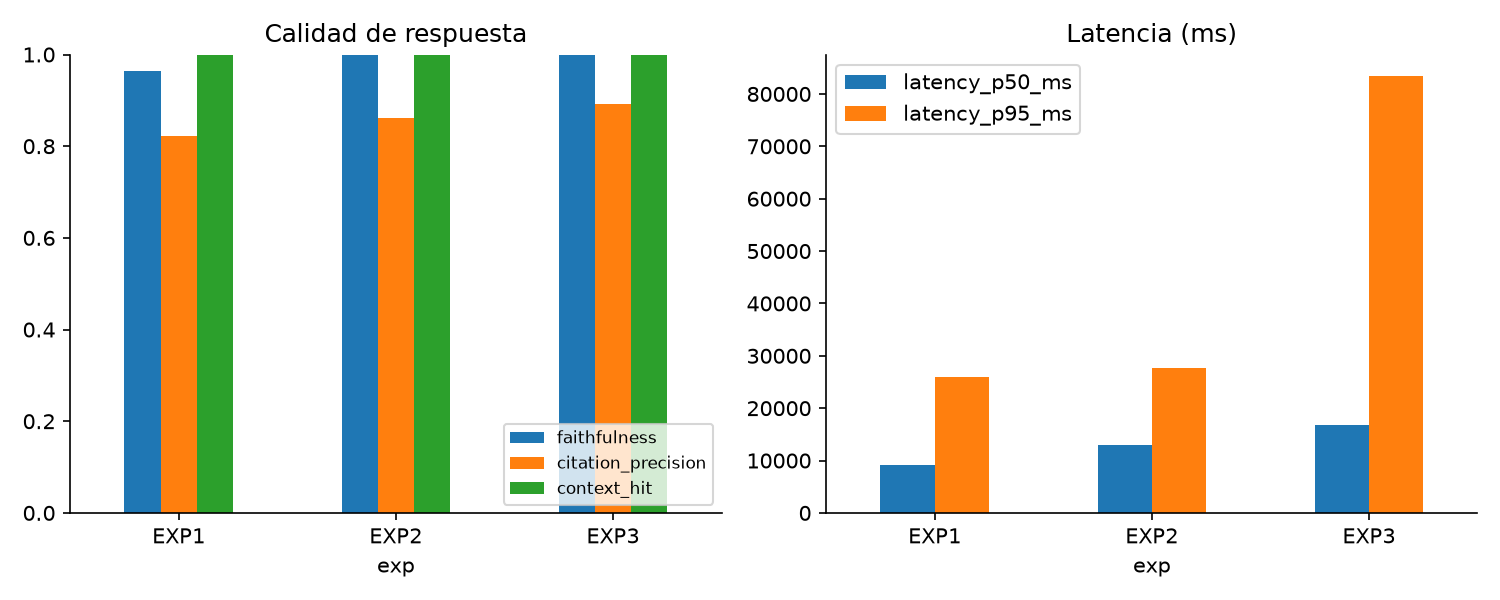 Calidad de respuesta
1.0
0.8
0.6
0.4
0.2
0.0
faithfulness
citation_precision
context_hit
EXP1 EXP2 EXP3
exp
Latencia (ms)
latency_p50_ms
latency_p95_ms
80000
70000
60000
50000
40000
30000
20000
10000
0
EXP1 EXP2 EXP3
exp